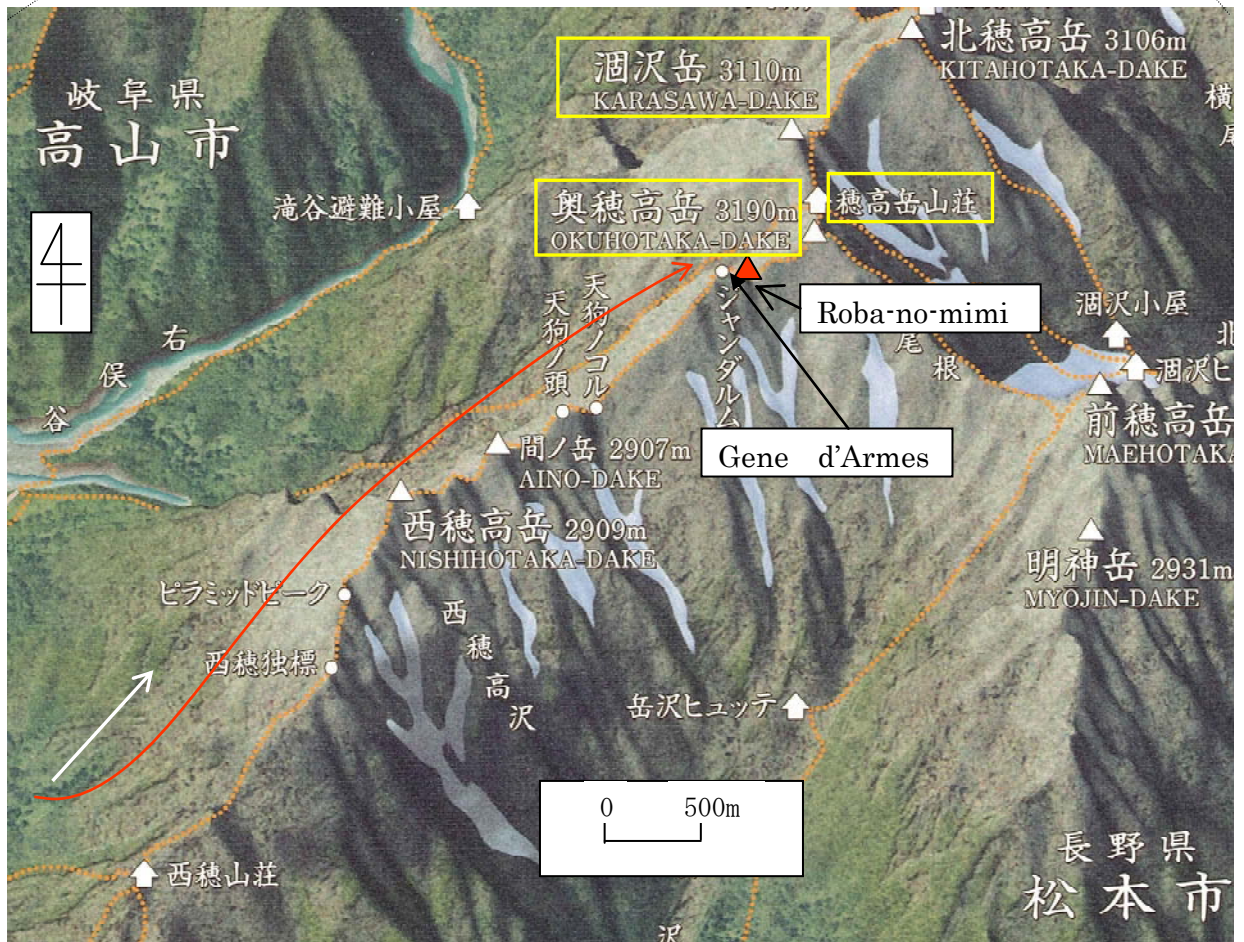 北穂高岳 3106m
KITAHOTAKA-DAKE
涸沢岳 3110m
KARASAWA-DAKE
岐阜県
高山市
横尾
滝谷避難小屋
奥穂高岳 3190m
OKUHOTAKA-DAKE
穂高岳山荘
Roba-no-mimi
涸沢小屋
北
天狗ノコル
天狗ノ頭
ジャンダルム
尾根
右俣谷
涸沢ヒ
前穂高岳
MAEHOTAKA
Gene d'Armes
間ノ岳 2907m
AINO-DAKE
西穂高岳 2909m
NISHIHOTAKA-DAKE
明神岳 2931m
MYOJIN-DAKE
ピラミッドピーク
西穂独標
西穂高沢
岳沢ヒュッテ
0 500m
西穂山荘
長野県
松本市
沢